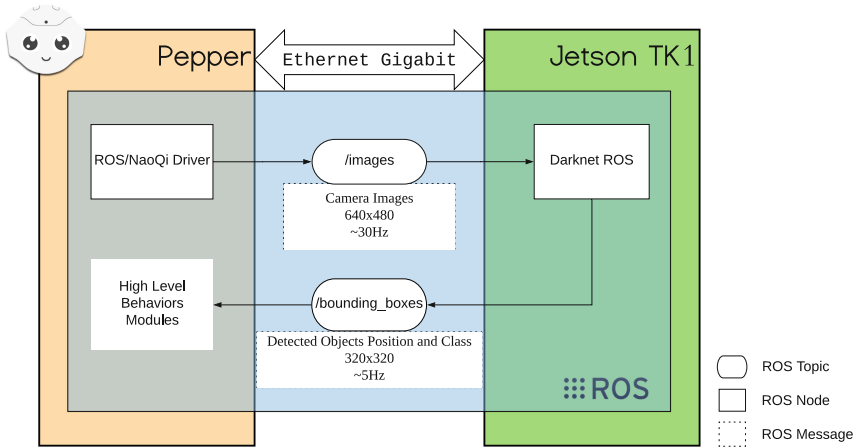 Pepper
Ethernet Gigabit
Jetson TK1
ROS/NaoQi Driver
/images
Darknet ROS
Camera Images
640x480
~30Hz
High Level
Behaviors
Modules
/bounding_boxes
Detected Objects Position and Class
320x320
~5Hz
ROS
ROS Topic
ROS Node
ROS Message